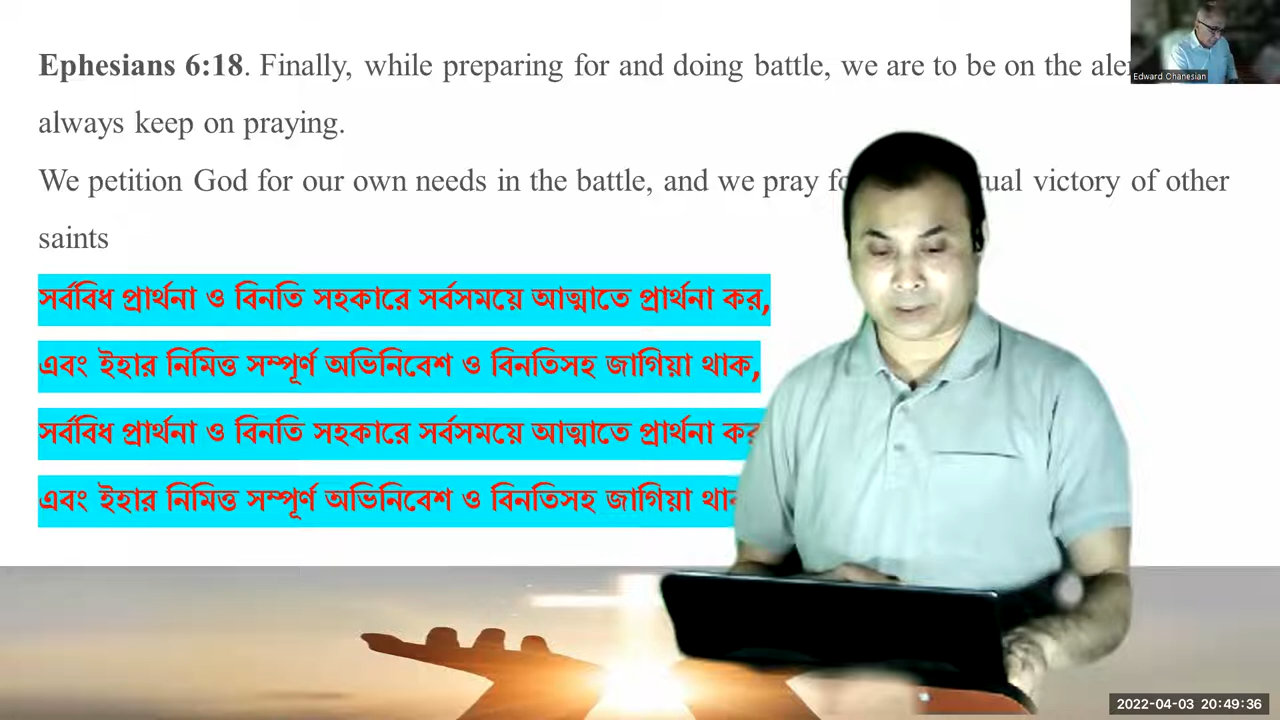 Ephesians 6:18. Finally, while preparing for and doing battle, we are to be on the
always keep on praying.
We petition God for our own needs in the battle, and we pray victory of other
saints
সর্ববিধ প্রার্থনা ও বিনতি সহকারে সর্বসময়ে আত্মাতে প্রার্থনা কর,
এবং ইহার নিমিত্ত সম্পূর্ণ অভিনিবেশ ও বিনতিসহ জাগিয়া থাক,
সর্ববিধ প্রার্থনা ও বিনতি সহকারে সর্বসময়ে আত্মাতে প্রার্থনা
এবং ইহার নিমিত্ত সম্পূর্ণ অভিনিবেশ ও বিনতিসহ জাগিয়া
Edward Ohanesian
2022-04-03 20:49:36